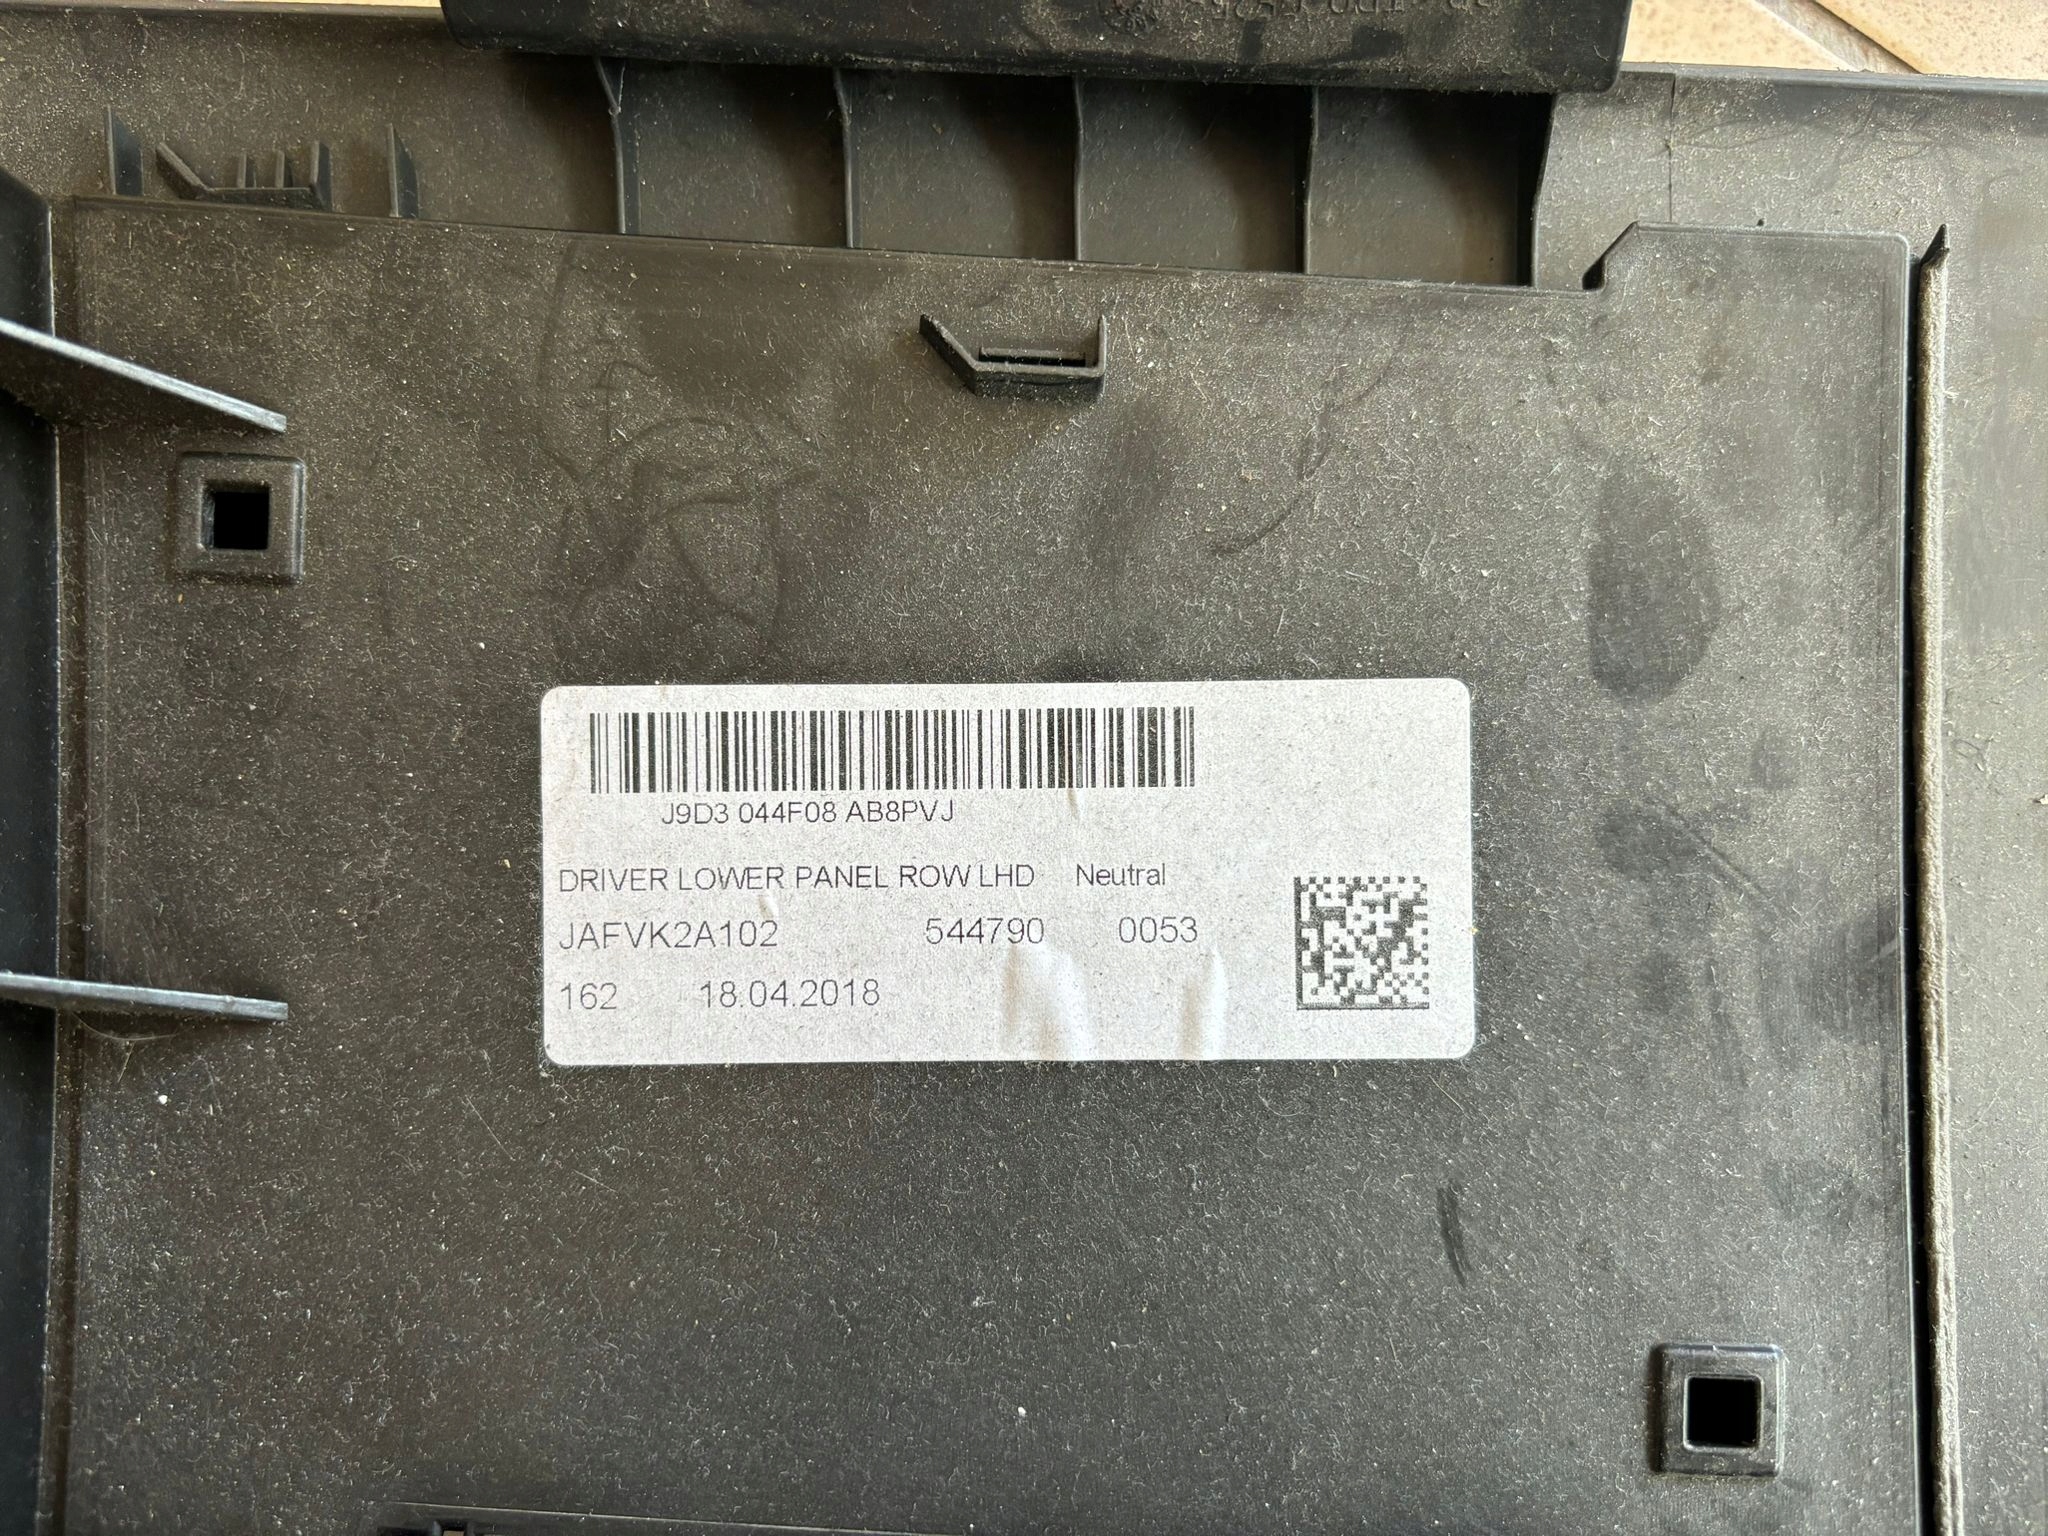 J9D3 044F08 AB8PVJ
DRIVER LOWER PANEL ROW LHD Neutral
JAFVK2A102 544790 0053
162 18.04.2018